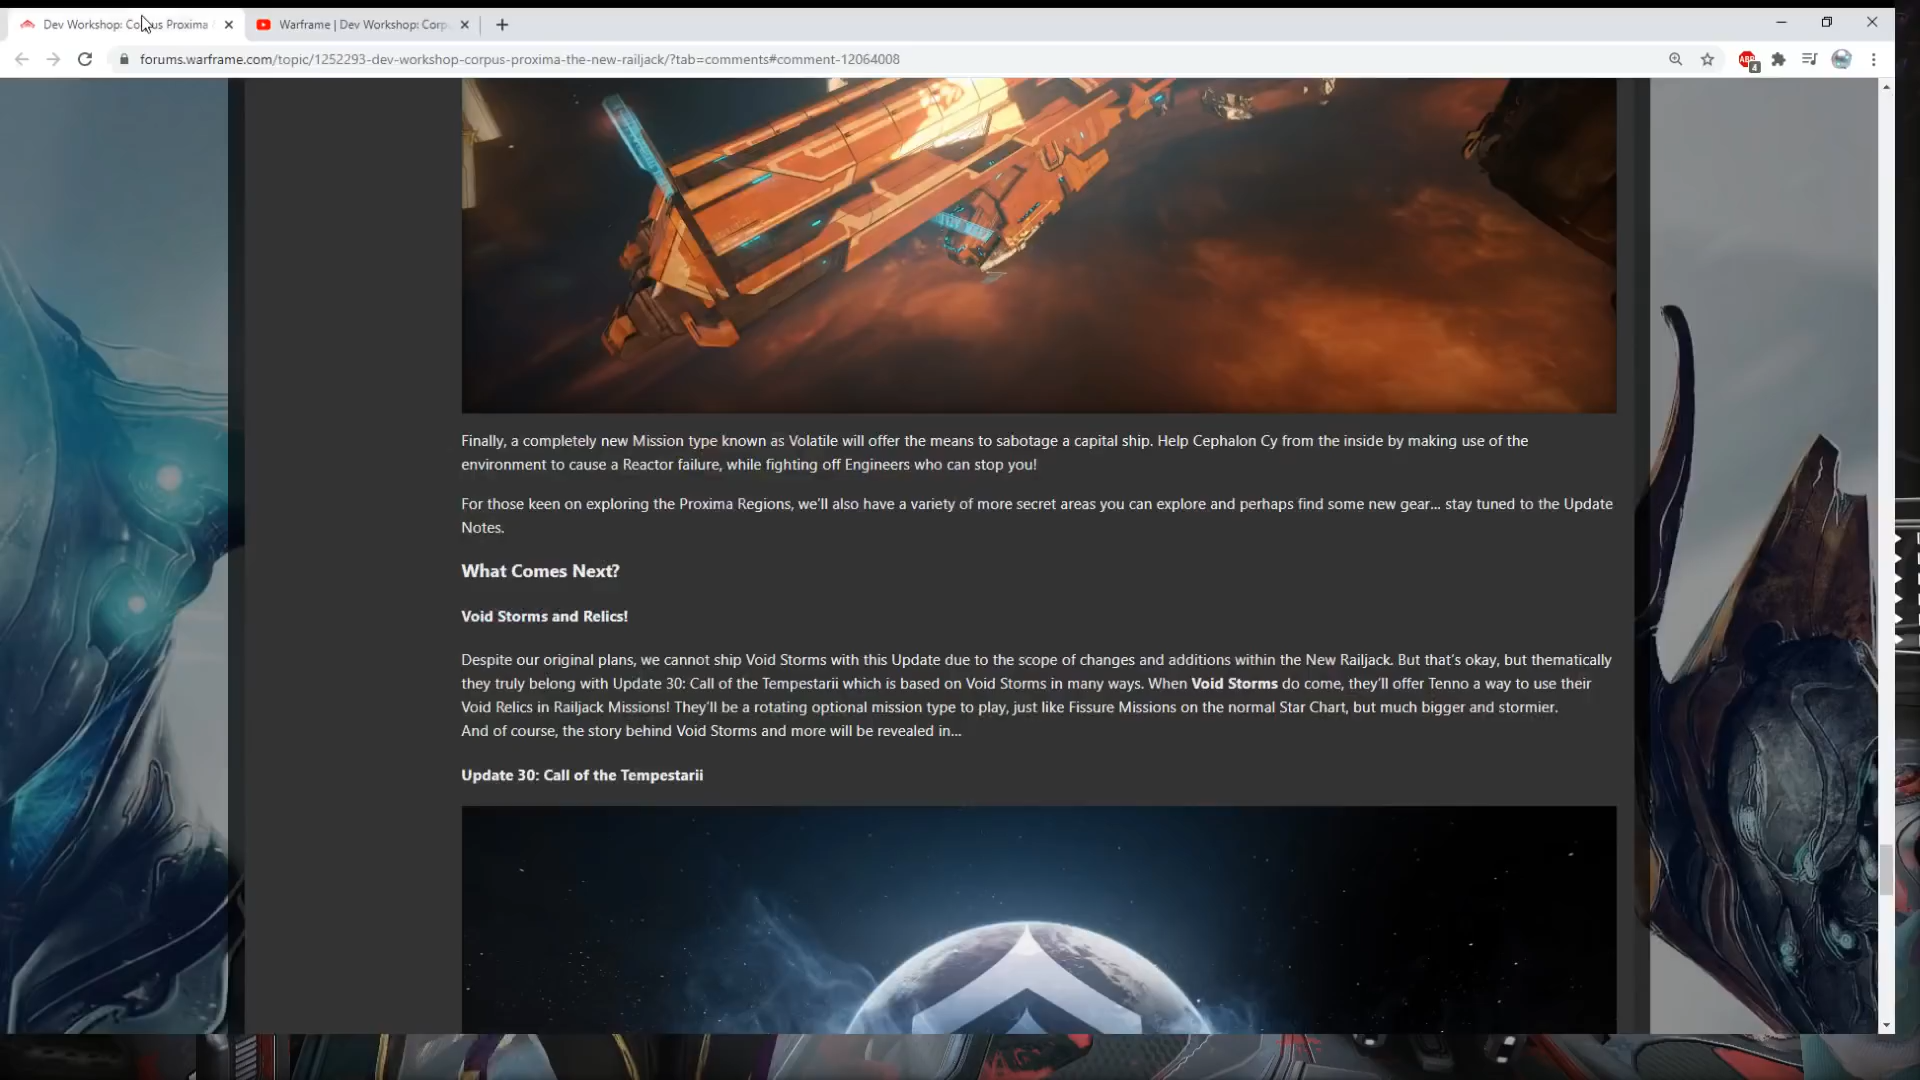 Dev Workshop: Corpus Proxima
Warframe | Dev Workshop: Corp
forums.warframe.com/topic/1252293-dev-workshop-corpus-proxima-the-new-railjack/?tab=comments#comment-12064008
ABP
4
Finally, a completely new Mission type known as Volatile will offer the means to sabotage a capital ship. Help Cephalon Cy from the inside by making use of the
environment to cause a Reactor failure, while fighting off Engineers who can stop you!
For those keen on exploring the Proxima Regions, we'll also have a variety of more secret areas you can explore and perhaps find some new gear... stay tuned to the Update
Notes.
What Comes Next?
Void Storms and Relics!
Despite our original plans, we cannot ship Void Storms with this Update due to the scope of changes and additions within the New Railjack. But that's okay, but thematically
they truly belong with Update 30: Call of the Tempestarii which is based on Void Storms in many ways. When Void Storms do come, they'll offer Tenno a way to use their
Void Relics in Railjack Missions! They'll be a rotating optional mission type to play, just like Fissure Missions on the normal Star Chart, but much bigger and stormier.
And of course, the story behind Void Storms and more will be revealed in...
Update 30: Call of the Tempestarii